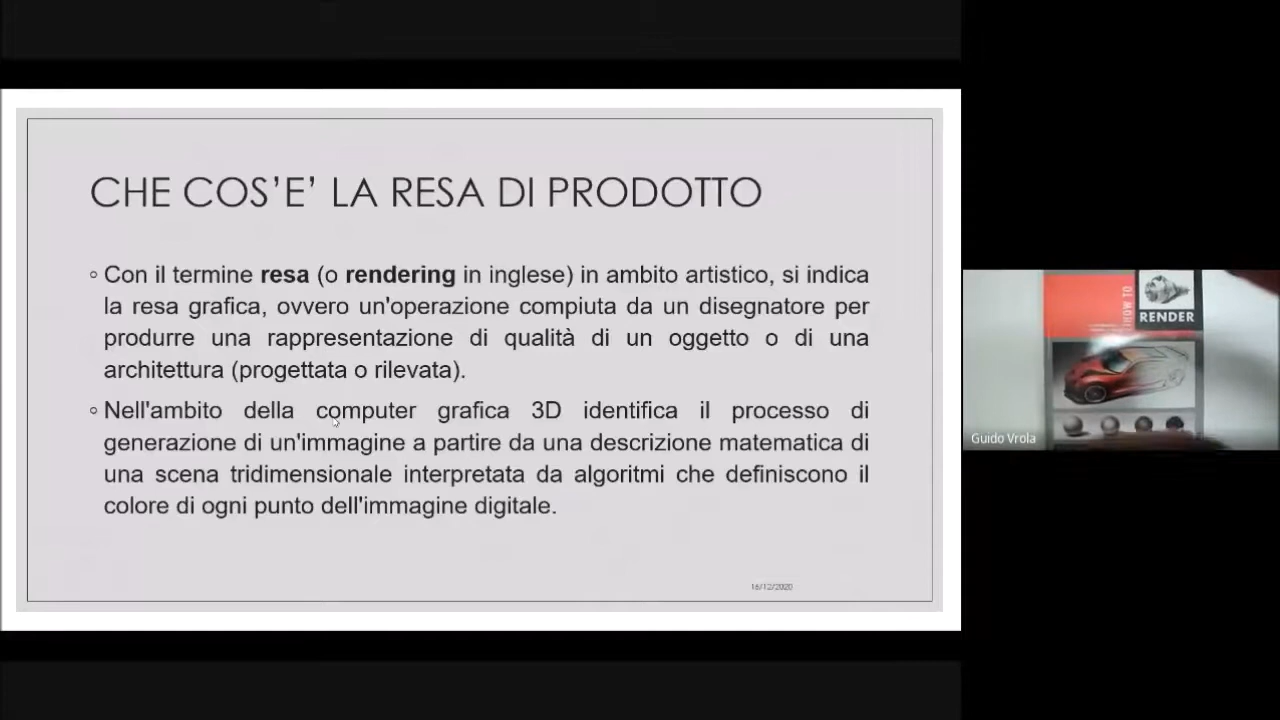 CHE COS’E’ LA RESA DI PRODOTTO
◦ Con il termine resa (o rendering in inglese) in ambito artistico, si indica
la resa grafica, ovvero un'operazione compiuta da un disegnatore per
produrre una rappresentazione di qualità di un oggetto o di una
architettura (progettata o rilevata).
◦ Nell'ambito della computer grafica 3D identifica il processo di
generazione di un'immagine a partire da una descrizione matematica di
una scena tridimensionale interpretata da algoritmi che definiscono il
colore di ogni punto dell'immagine digitale.
16/12/2020
HOW TO
RENDER
Guido Vrola